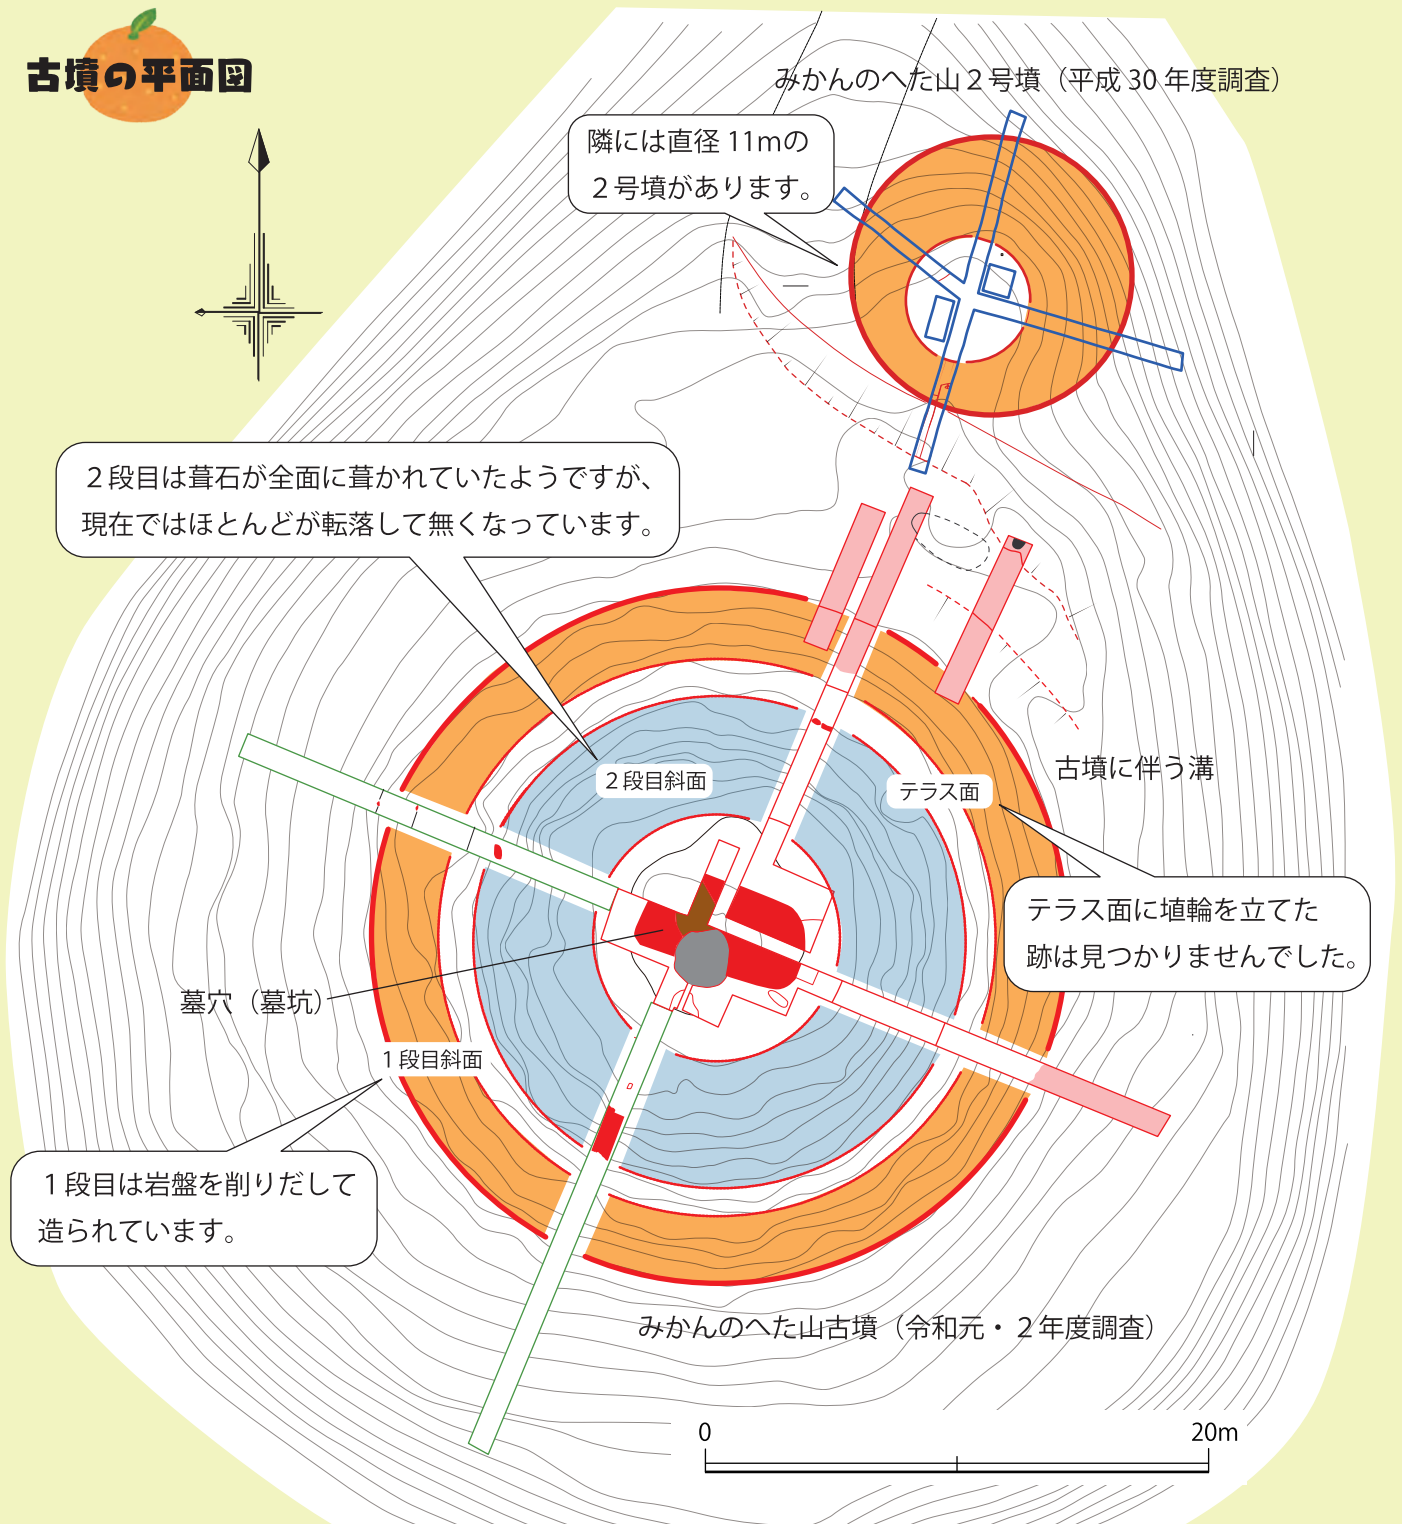 古墳の平面図
みかんのへた山２号墳（平成 30 年度調査）
隣には直径 11mの
２号墳があります。
２段目は葺石が全面に葺かれていたようですが、
現在ではほとんどが転落して無くなっています。
２段目斜面
テラス面
古墳に伴う溝
テラス面に埴輪を立てた
跡は見つかりませんでした。
墓穴（墓坑）
１段目斜面
１段目は岩盤を削りだして
造られています。
みかんのへた山古墳（令和元・２年度調査）
0
20m